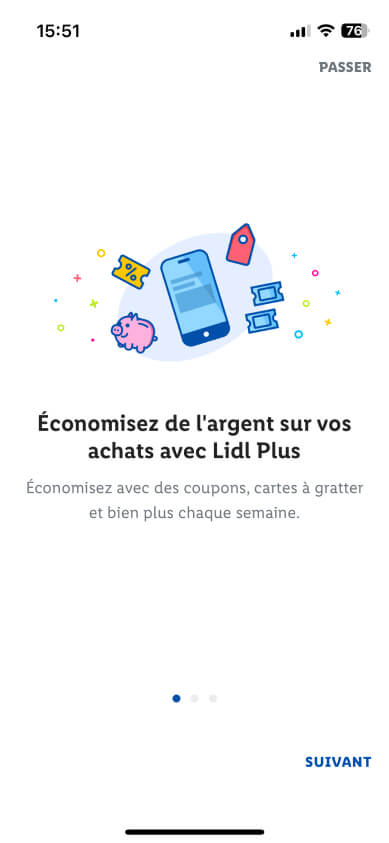 15:51
76
PASSER
%
Économisez de l'argent sur vos
achats avec Lidl Plus
Économisez avec des coupons, cartes à gratter
et bien plus chaque semaine.
SUIVANT